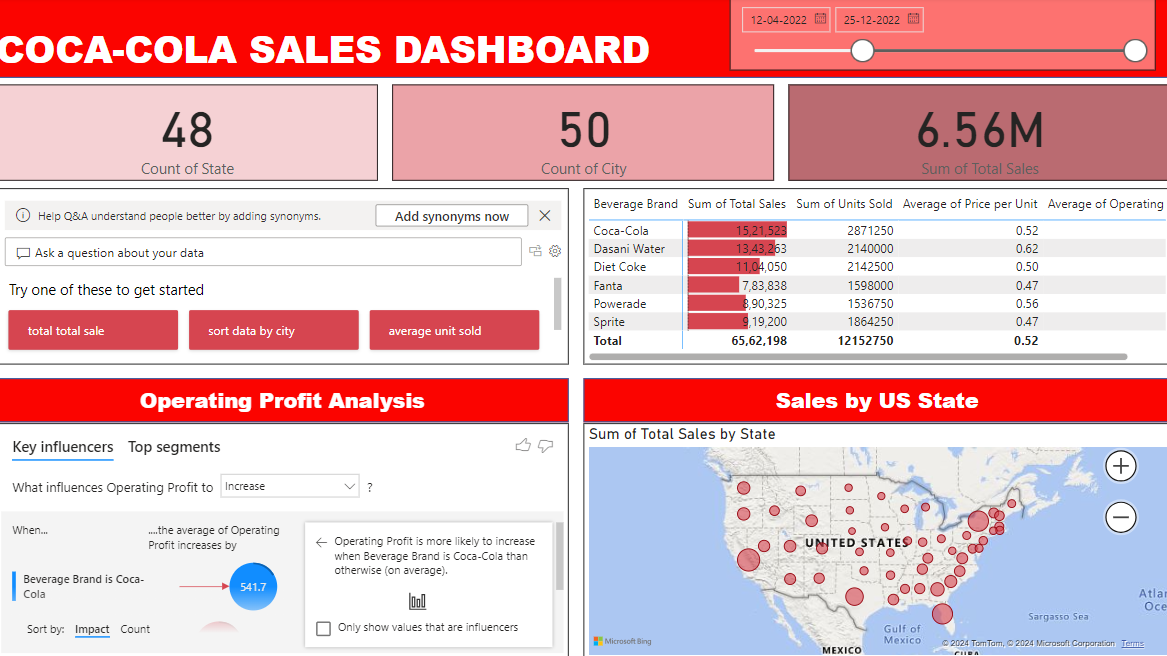 COCA-COLA SALES DASHBOARD
12-04-2022 25-12-2022
48
Count of State
50
Count of City
6.56M
Sum of Total Sales
Help Q&A understand people better by adding synonyms.
Add synonyms now
Ask a question about your data
Try one of these to get started
total total sale
sort data by city
average unit sold
Beverage Brand Sum of Total Sales Sum of Units Sold Average of Price per Unit Average of Operating
Coca-Cola 15,21,523 2871250 0.52
Dasani Water 13,43,263 2140000 0.62
Diet Coke 11,04,050 2142500 0.50
Fanta 7,83,838 1598000 0.47
Powerade 8,90,325 1536750 0.56
Sprite 9,19,200 1864250 0.47
Total 65,62,198 12152750 0.52
Operating Profit Analysis
Key influencers Top segments
What influences Operating Profit to Increase ?
When...
....the average of Operating
Profit increases by
Beverage Brand is Coca-
Cola
541.7
Sort by: Impact Count
Operating Profit is more likely to increase
when Beverage Brand is Coca-Cola than
otherwise (on average).
Only show values that are influencers
Sales by US State
Sum of Total Sales by State
UNITED STATES
Atlan
Oce
Sargasso Sea
Gulf of
Mexico
MEXICO
CUBA
Microsoft Bing
© 2024 TomTom, © 2024 Microsoft Corporation Terms